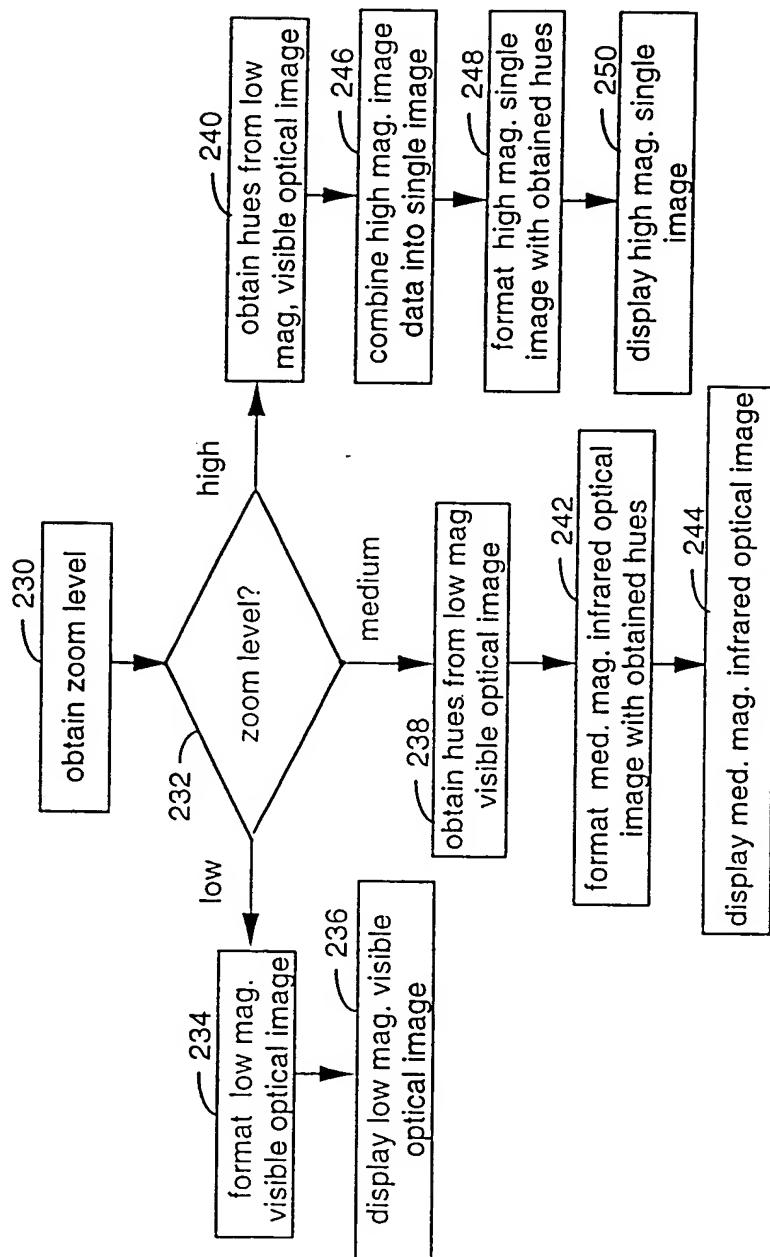 230
obtain zoom level
232
zoom level?
low
medium
high
234
format low mag.
visible optical image
236
display low mag. visible
optical image
238
obtain hues from low mag
visible optical image
242
format med. mag. infrared optical
image with obtained hues
244
display med. mag. infrared optical image
240
obtain hues from low
mag, visible optical image
246
combine high mag. image
data into single image
248
format high mag. single
image with obtained hues
250
display high mag. single
image